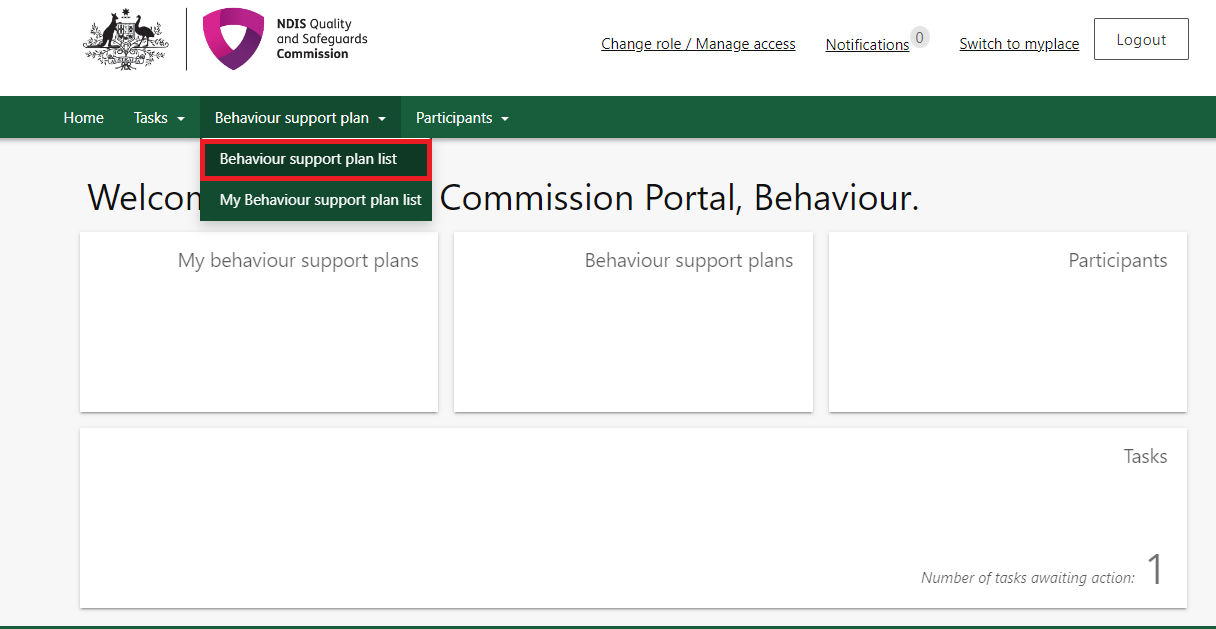 NDIS Quality
and Safeguards
Commission
Change role / Manage access
Notifications 0
Switch to myplace
Logout
Home
Tasks
Behaviour support plan
Participants
Behaviour support plan list
My Behaviour support plan list
Commission Portal, Behaviour.
My behaviour support plans
Behaviour support plans
Participants
Tasks
Number of tasks awaiting action: 1